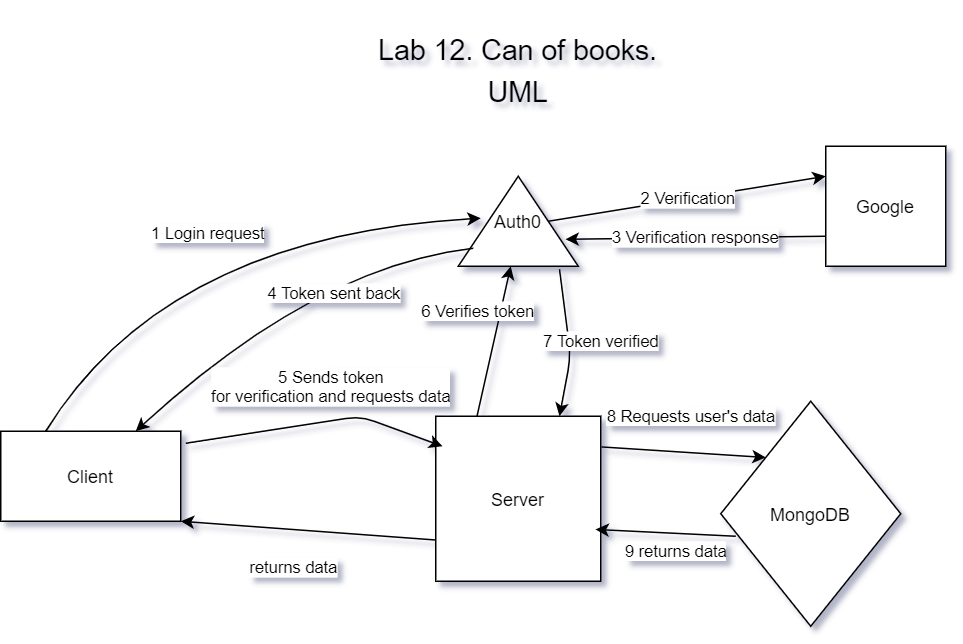 Lab 12. Can of books.
UML
Google
Auth0
2 Verification
3 Verification response
1 Login request
4 Token sent back
6 Verifies token
7 Token verified
5 Sends token
for verification and requests data
8 Requests user's data
Client
Server
MongoDB
9 returns data
returns data